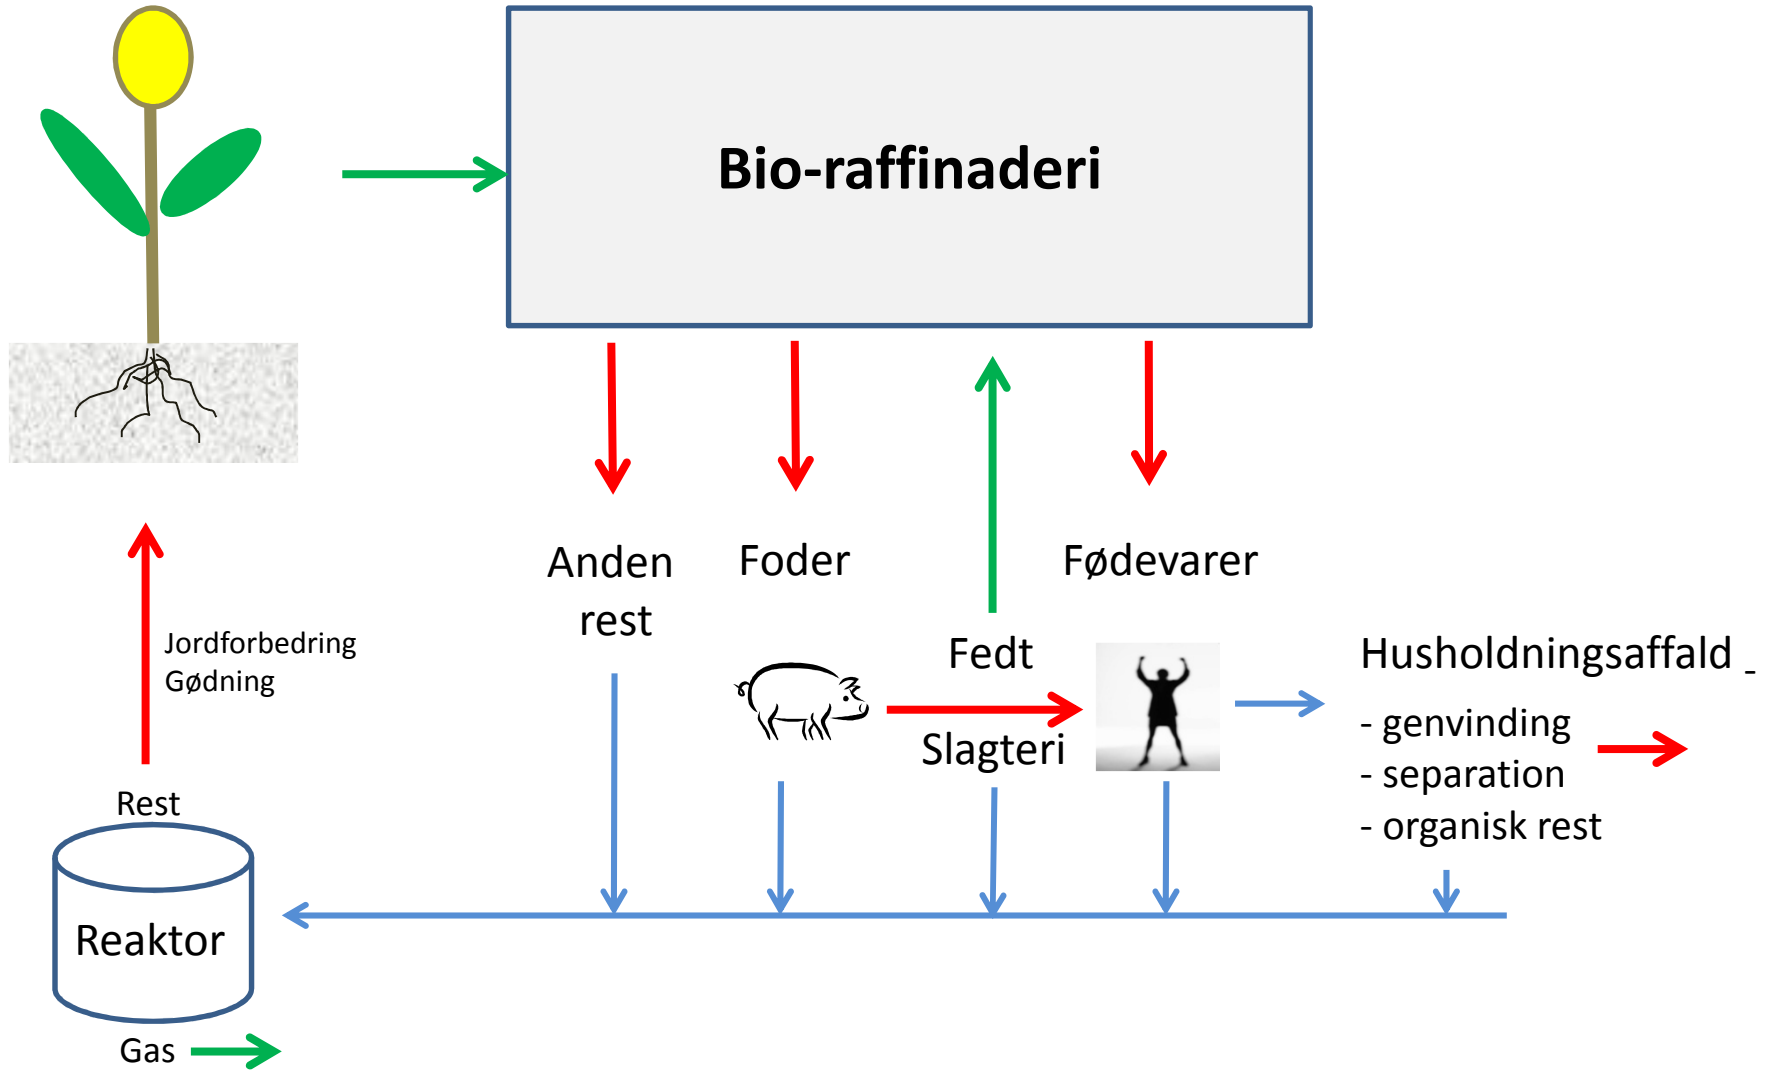 Bio-raffinaderi
Anden
rest
Foder
Fødevarer
Jordforbedring
Gødning
Fedt
Slagteri
Husholdningsaffald -
- genvinding
- separation
- organisk rest
Rest
Reaktor
Gas